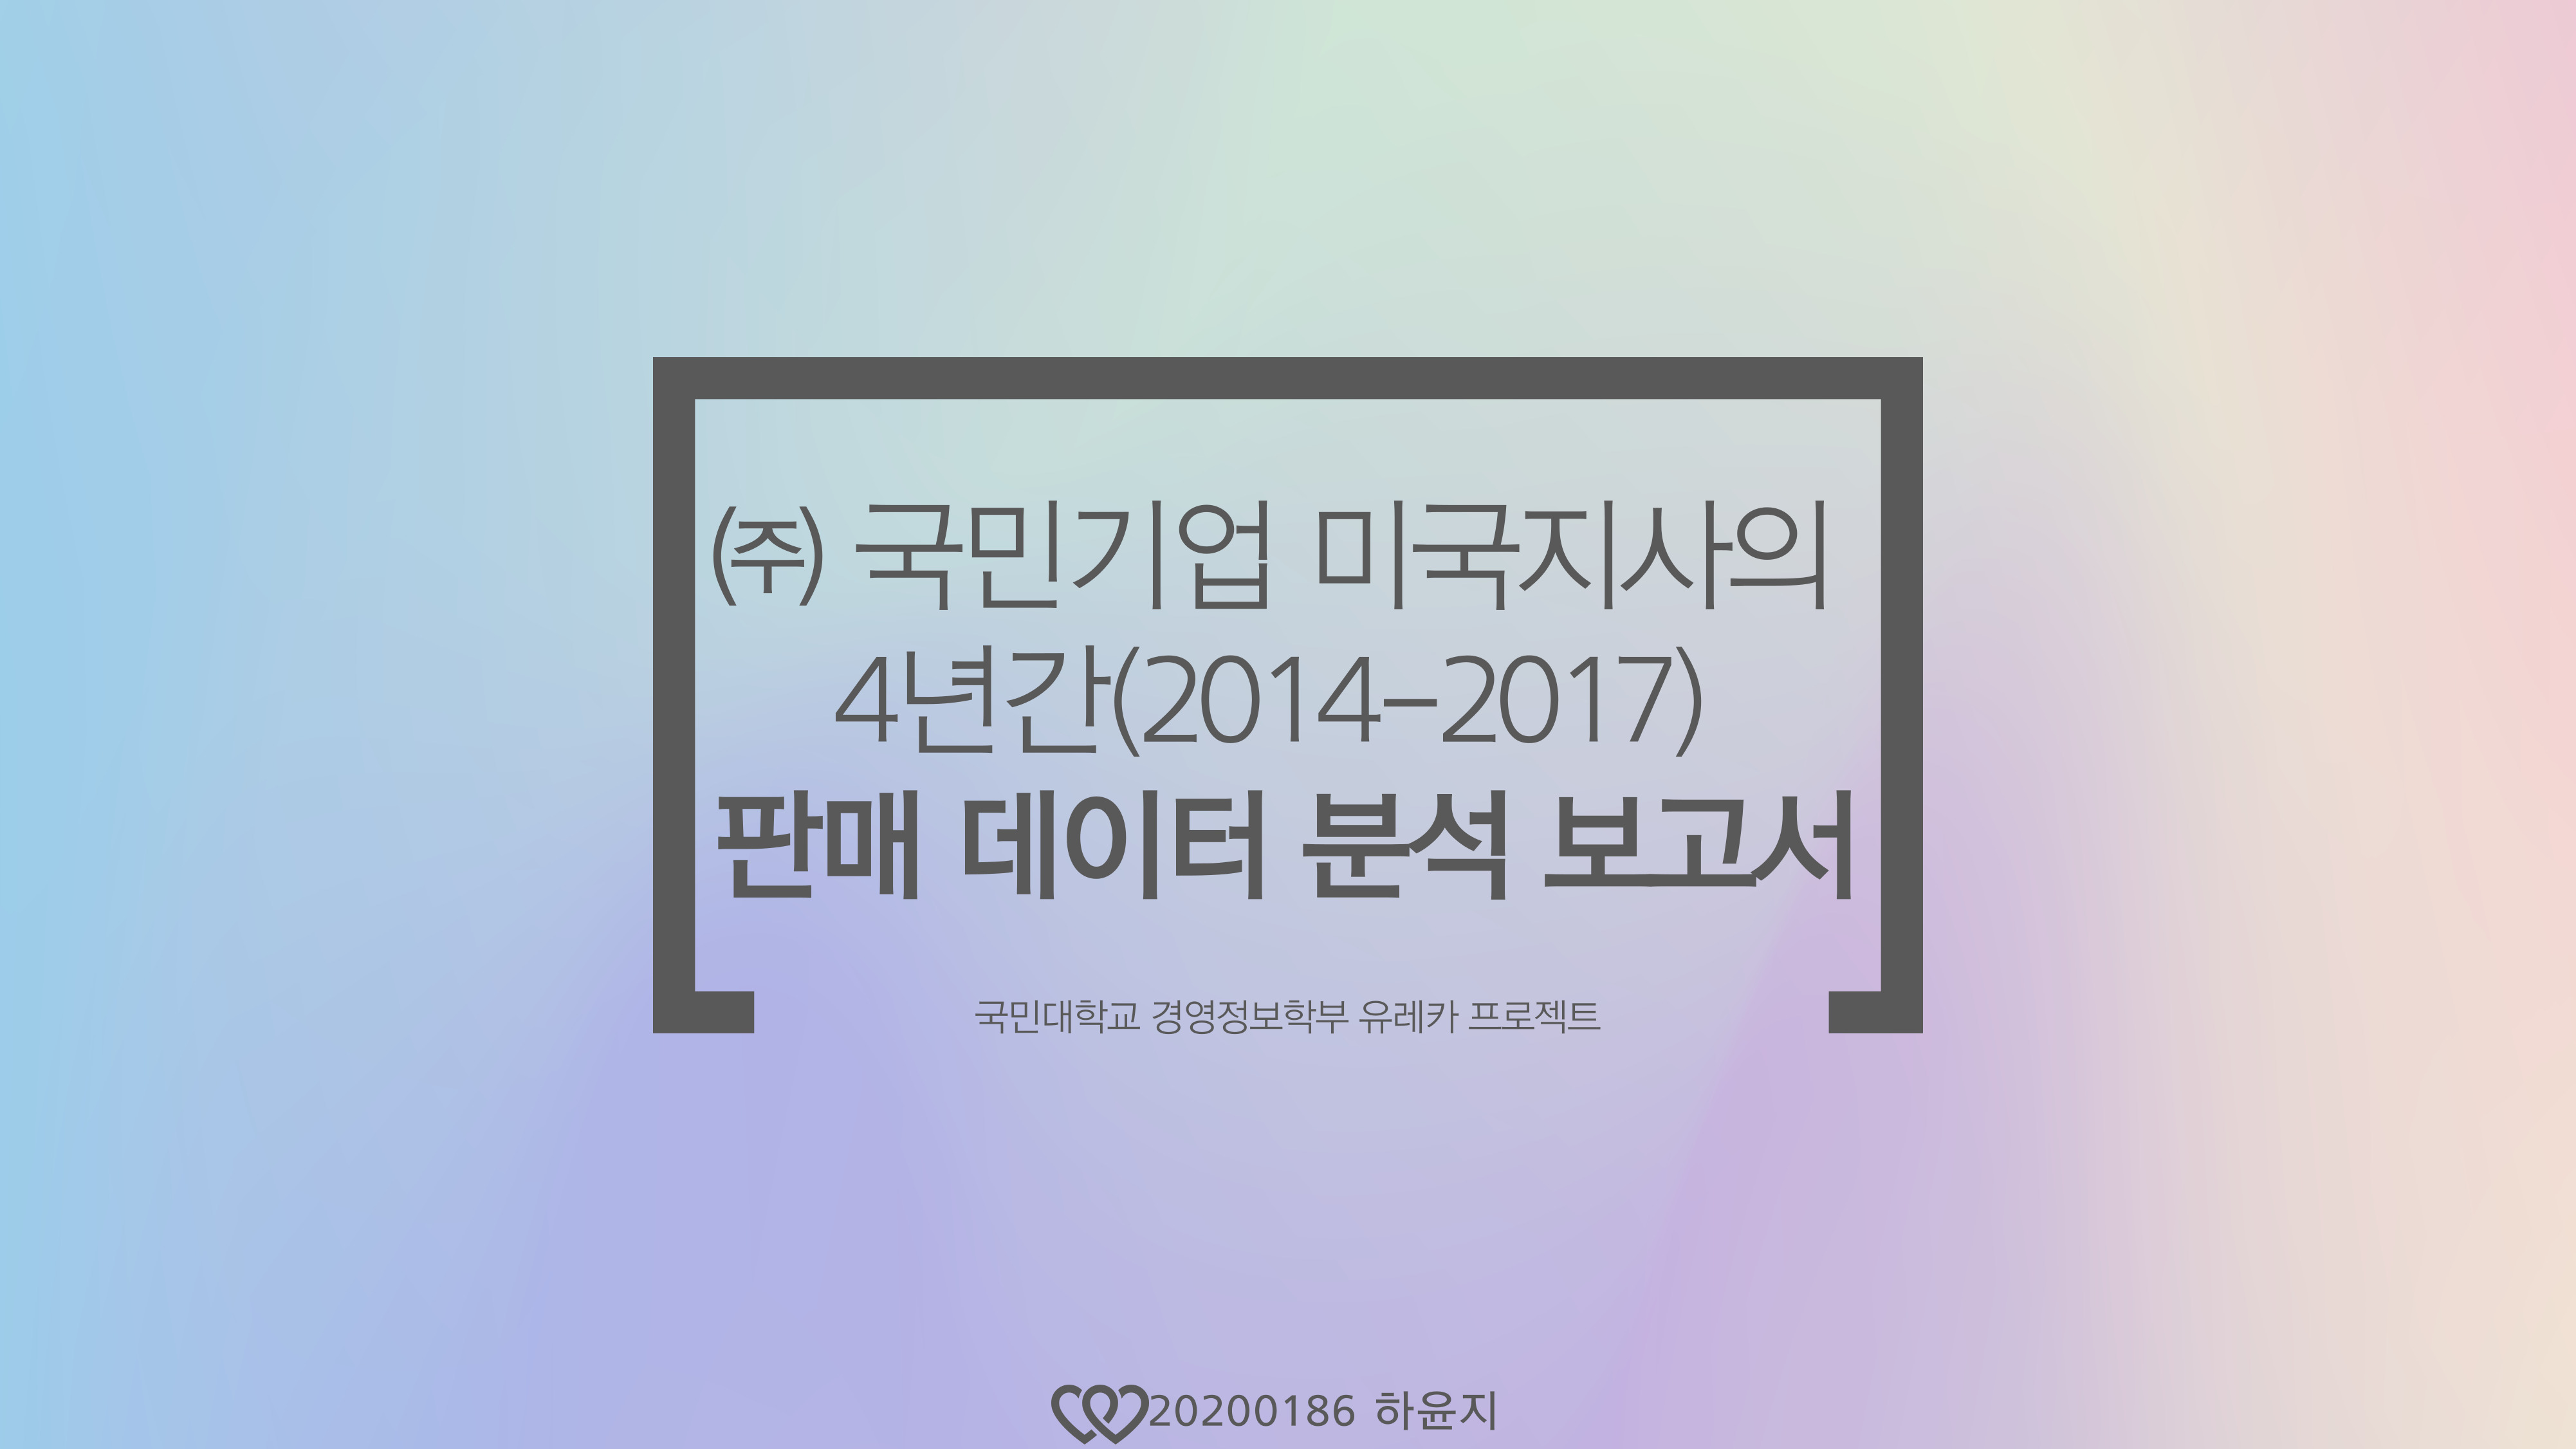 ㈜ 국민기업 미국지사의
4년간(2014-2017)
판매 데이터 분석 보고서
국민대학교 경영정보학부 유레카 프로젝트
20200186 하윤지